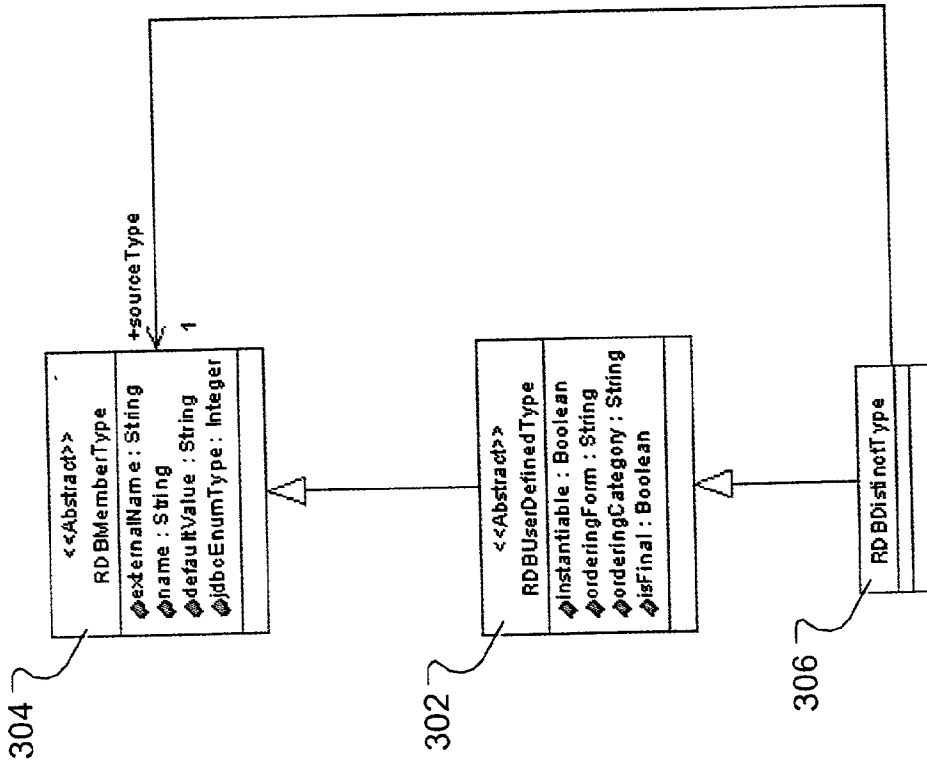 304
<<Abstract>>
RDBMemberType
externalName : String
name : String
defaultValue : String
jdbcEnumType : Integer
+sourceType
1
302
<<Abstract>>
RDBUserDefinedType
instantiable : Boolean
orderingForm : String
orderingCategory : String
isFinal : Boolean
306
RDBDistinctType